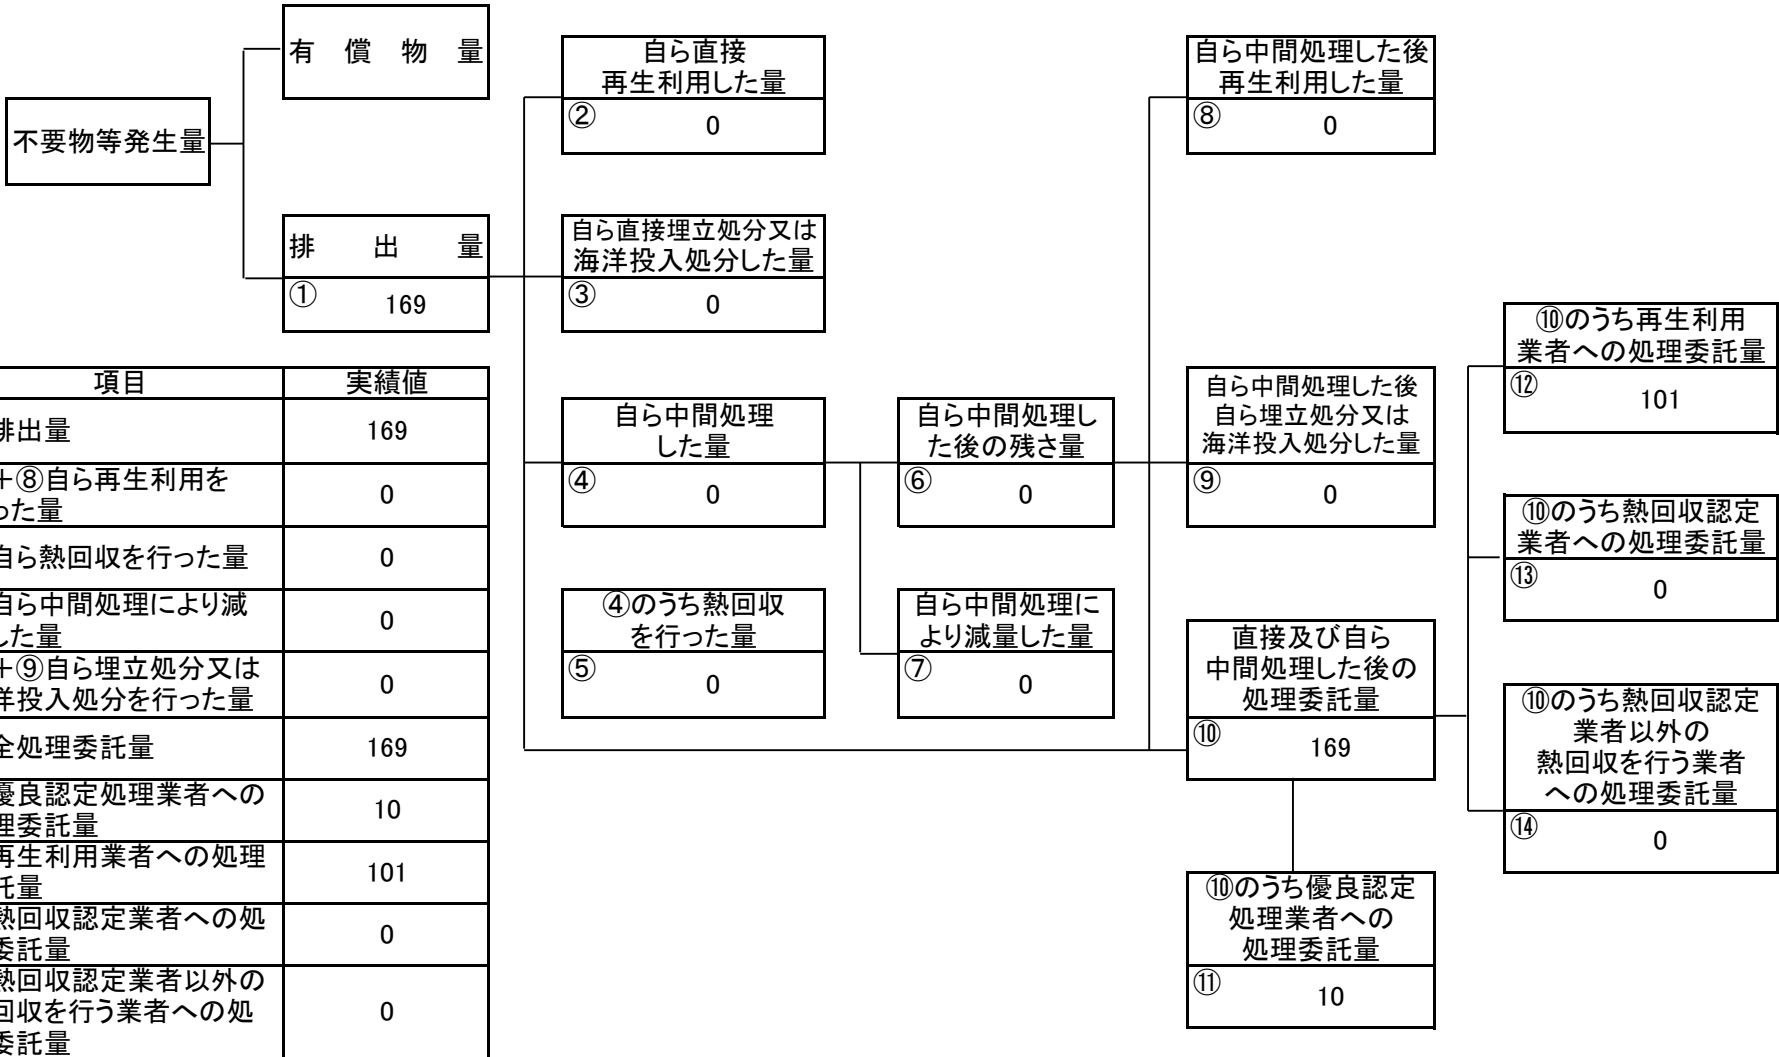 不要物等発生量
有償物量
排出量
① 169
自ら直接
再生利用した量
② 0
自ら直接埋立処分又は
海洋投入処分した量
③ 0
自ら中間処理
した量
④ 0
④のうち熱回収
を行った量
⑤ 0
自ら中間処理し
た後の残さ量
⑥ 0
自ら中間処理に
より減量した量
⑦ 0
自ら中間処理した後
再生利用した量
⑧ 0
自ら中間処理した後
自ら埋立処分又は
海洋投入処分した量
⑨ 0
直接及び自ら
中間処理した後の
処理委託量
⑩ 169
⑩のうち優良認定
処理業者への
処理委託量
⑪ 10
⑩のうち再生利用
業者への処理委託量
⑫ 101
⑩のうち熱回収認定
業者への処理委託量
⑬ 0
⑩のうち熱回収認定
業者以外の
熱回収を行う業者
への処理委託量
⑭ 0
項目 実績値
排出量 169
+⑧自ら再生利用を
った量 0
自ら熱回収を行った量 0
自ら中間処理により減
した量 0
+⑨自ら埋立処分又は
洋投入処分を行った量 0
全処理委託量 169
優良認定処理業者への
理委託量 10
再生利用業者への処理
託量 101
熱回収認定業者への処
委託量 0
熱回収認定業者以外の
回収を行う業者への処
委託量 0